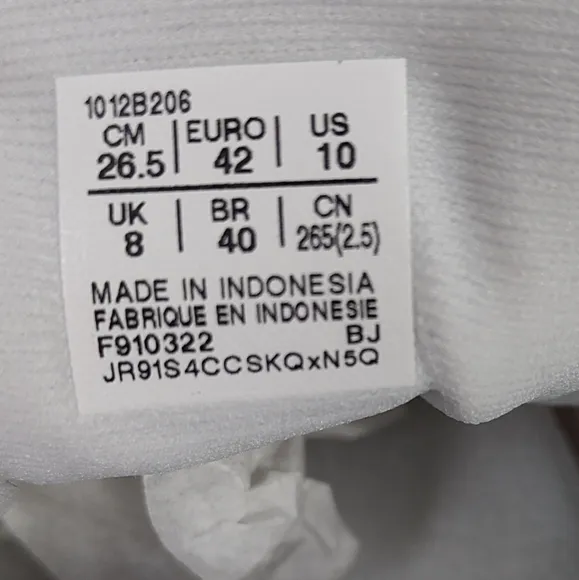 1012B206
CM | EURO | US
26.5 | 42 | 10
UK | BR | CN
8 | 40 | 265(2.5)
MADE IN INDONESIA
FABRIQUE EN INDONESIE
F910322 BJ
JR91S4CCSKQxN5Q